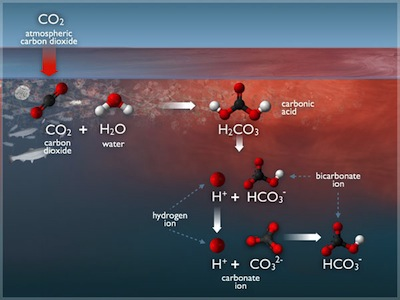 CO₂
atmospheric
carbon dioxide
CO₂ + H₂O
carbon
dioxide
water
H₂CO₃
carbonic
acid
H⁺ + HCO₃⁻
bicarbonate
ion
hydrogen
ion
H⁺ + CO₃²⁻
carbonate
ion
HCO₃⁻